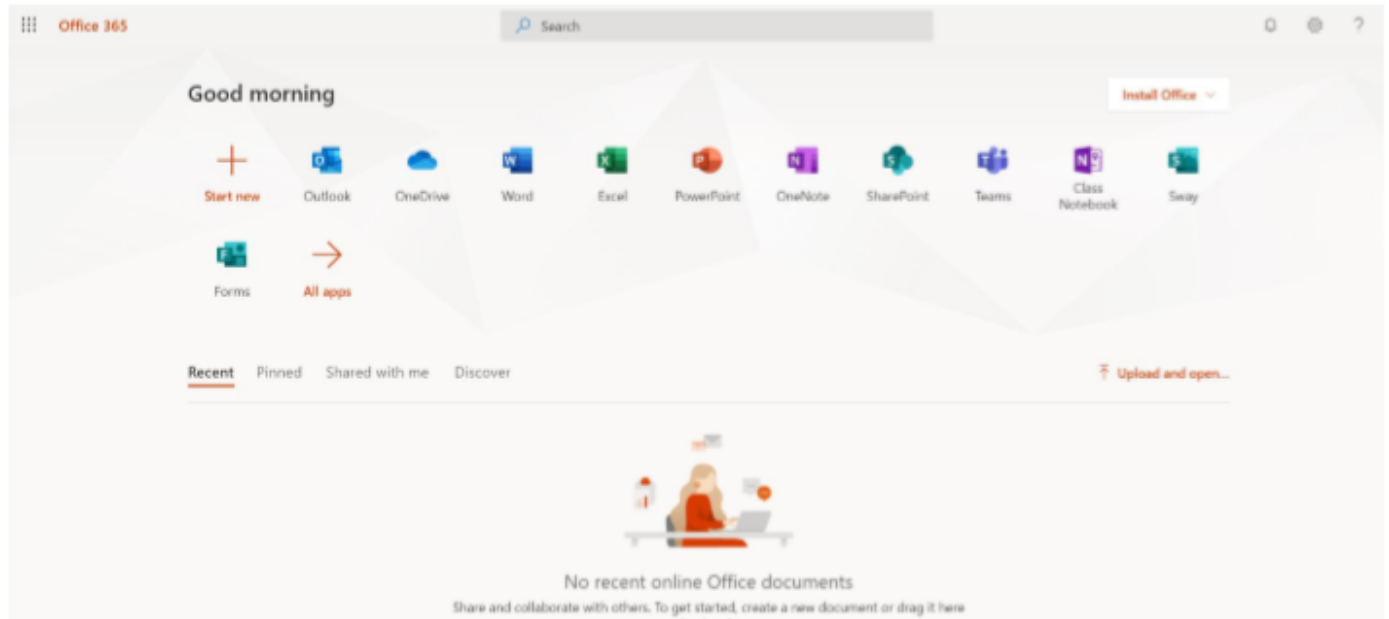 Office 365
Search
?
Good morning
Install Office
Start new
Outlook
OneDrive
Word
Excel
PowerPoint
OneNote
SharePoint
Teams
Class
Notebook
Sway
Forms
All apps
Recent Pinned Shared with me Discover
Upload and open...
No recent online Office documents
Share and collaborate with others. To get started, create a new document or drag it here